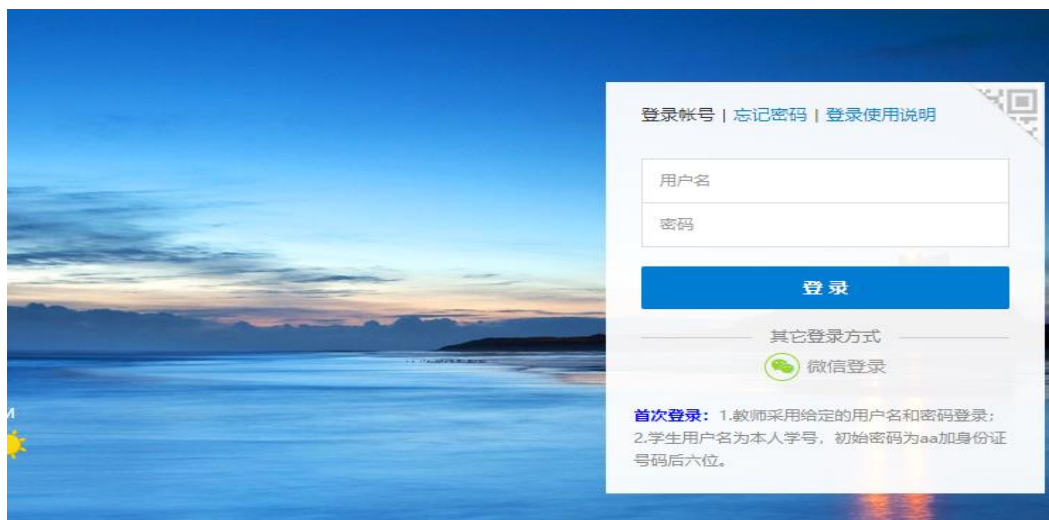 登录帐号 | 忘记密码 | 登录使用说明
用户名
密码
登 录
其它登录方式
微信登录
首次登录：1.教师采用给定的用户名和密码登录；
2.学生用户名为本人学号，初始密码为aa加身份证
号码后六位。